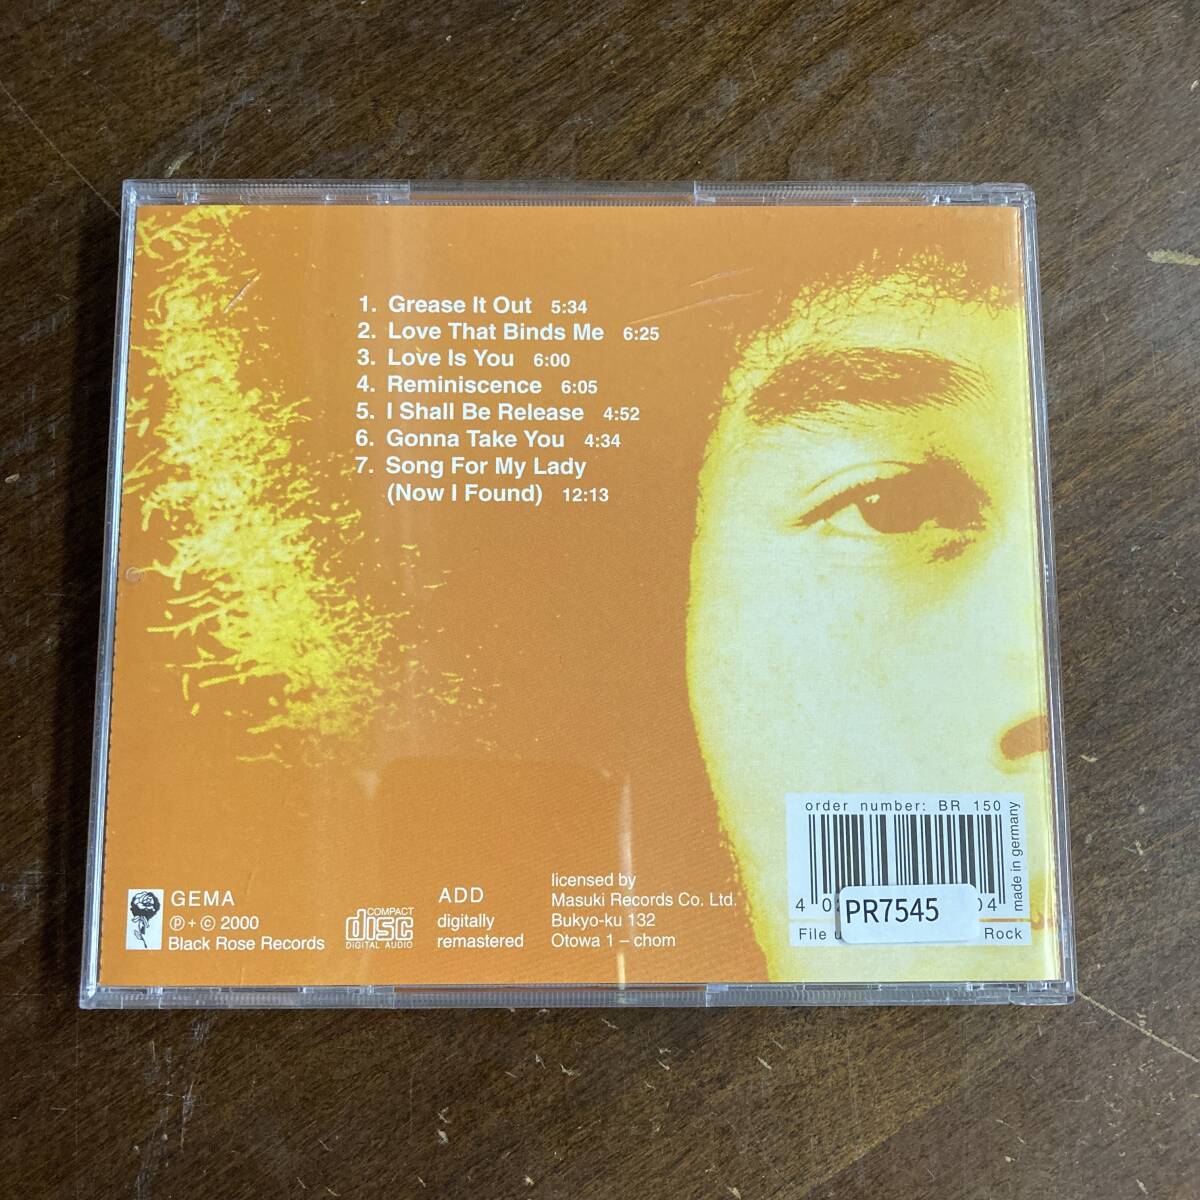 1. Grease It Out 5:34
2. Love That Binds Me 6:25
3. Love Is You 6:00
4. Reminiscence 6:05
5. I Shall Be Release 4:52
6. Gonna Take You 4:34
7. Song For My Lady
(Now I Found) 12:13
GEMA
℗ + © 2000
Black Rose Records
COMPACT
disc
DIGITAL AUDIO
ADD
digitally
remastered
licensed by
Masuki Records Co. Ltd.
Bukyo-ku 132
Otowa 1 – chom
order number: BR 150
made in germany
4 04
PR7545
File Rock